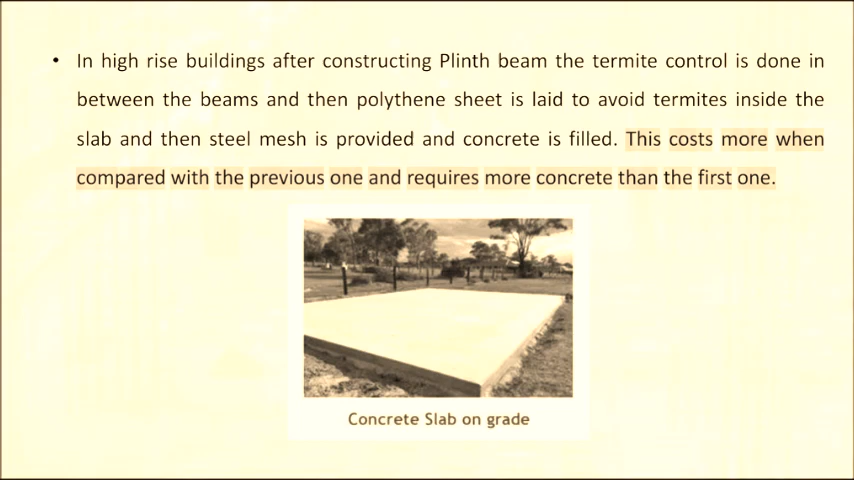 • In high rise buildings after constructing Plinth beam the termite control is done in
between the beams and then polythene sheet is laid to avoid termites inside the
slab and then steel mesh is provided and concrete is filled. This costs more when
compared with the previous one and requires more concrete than the first one.
Concrete Slab on grade